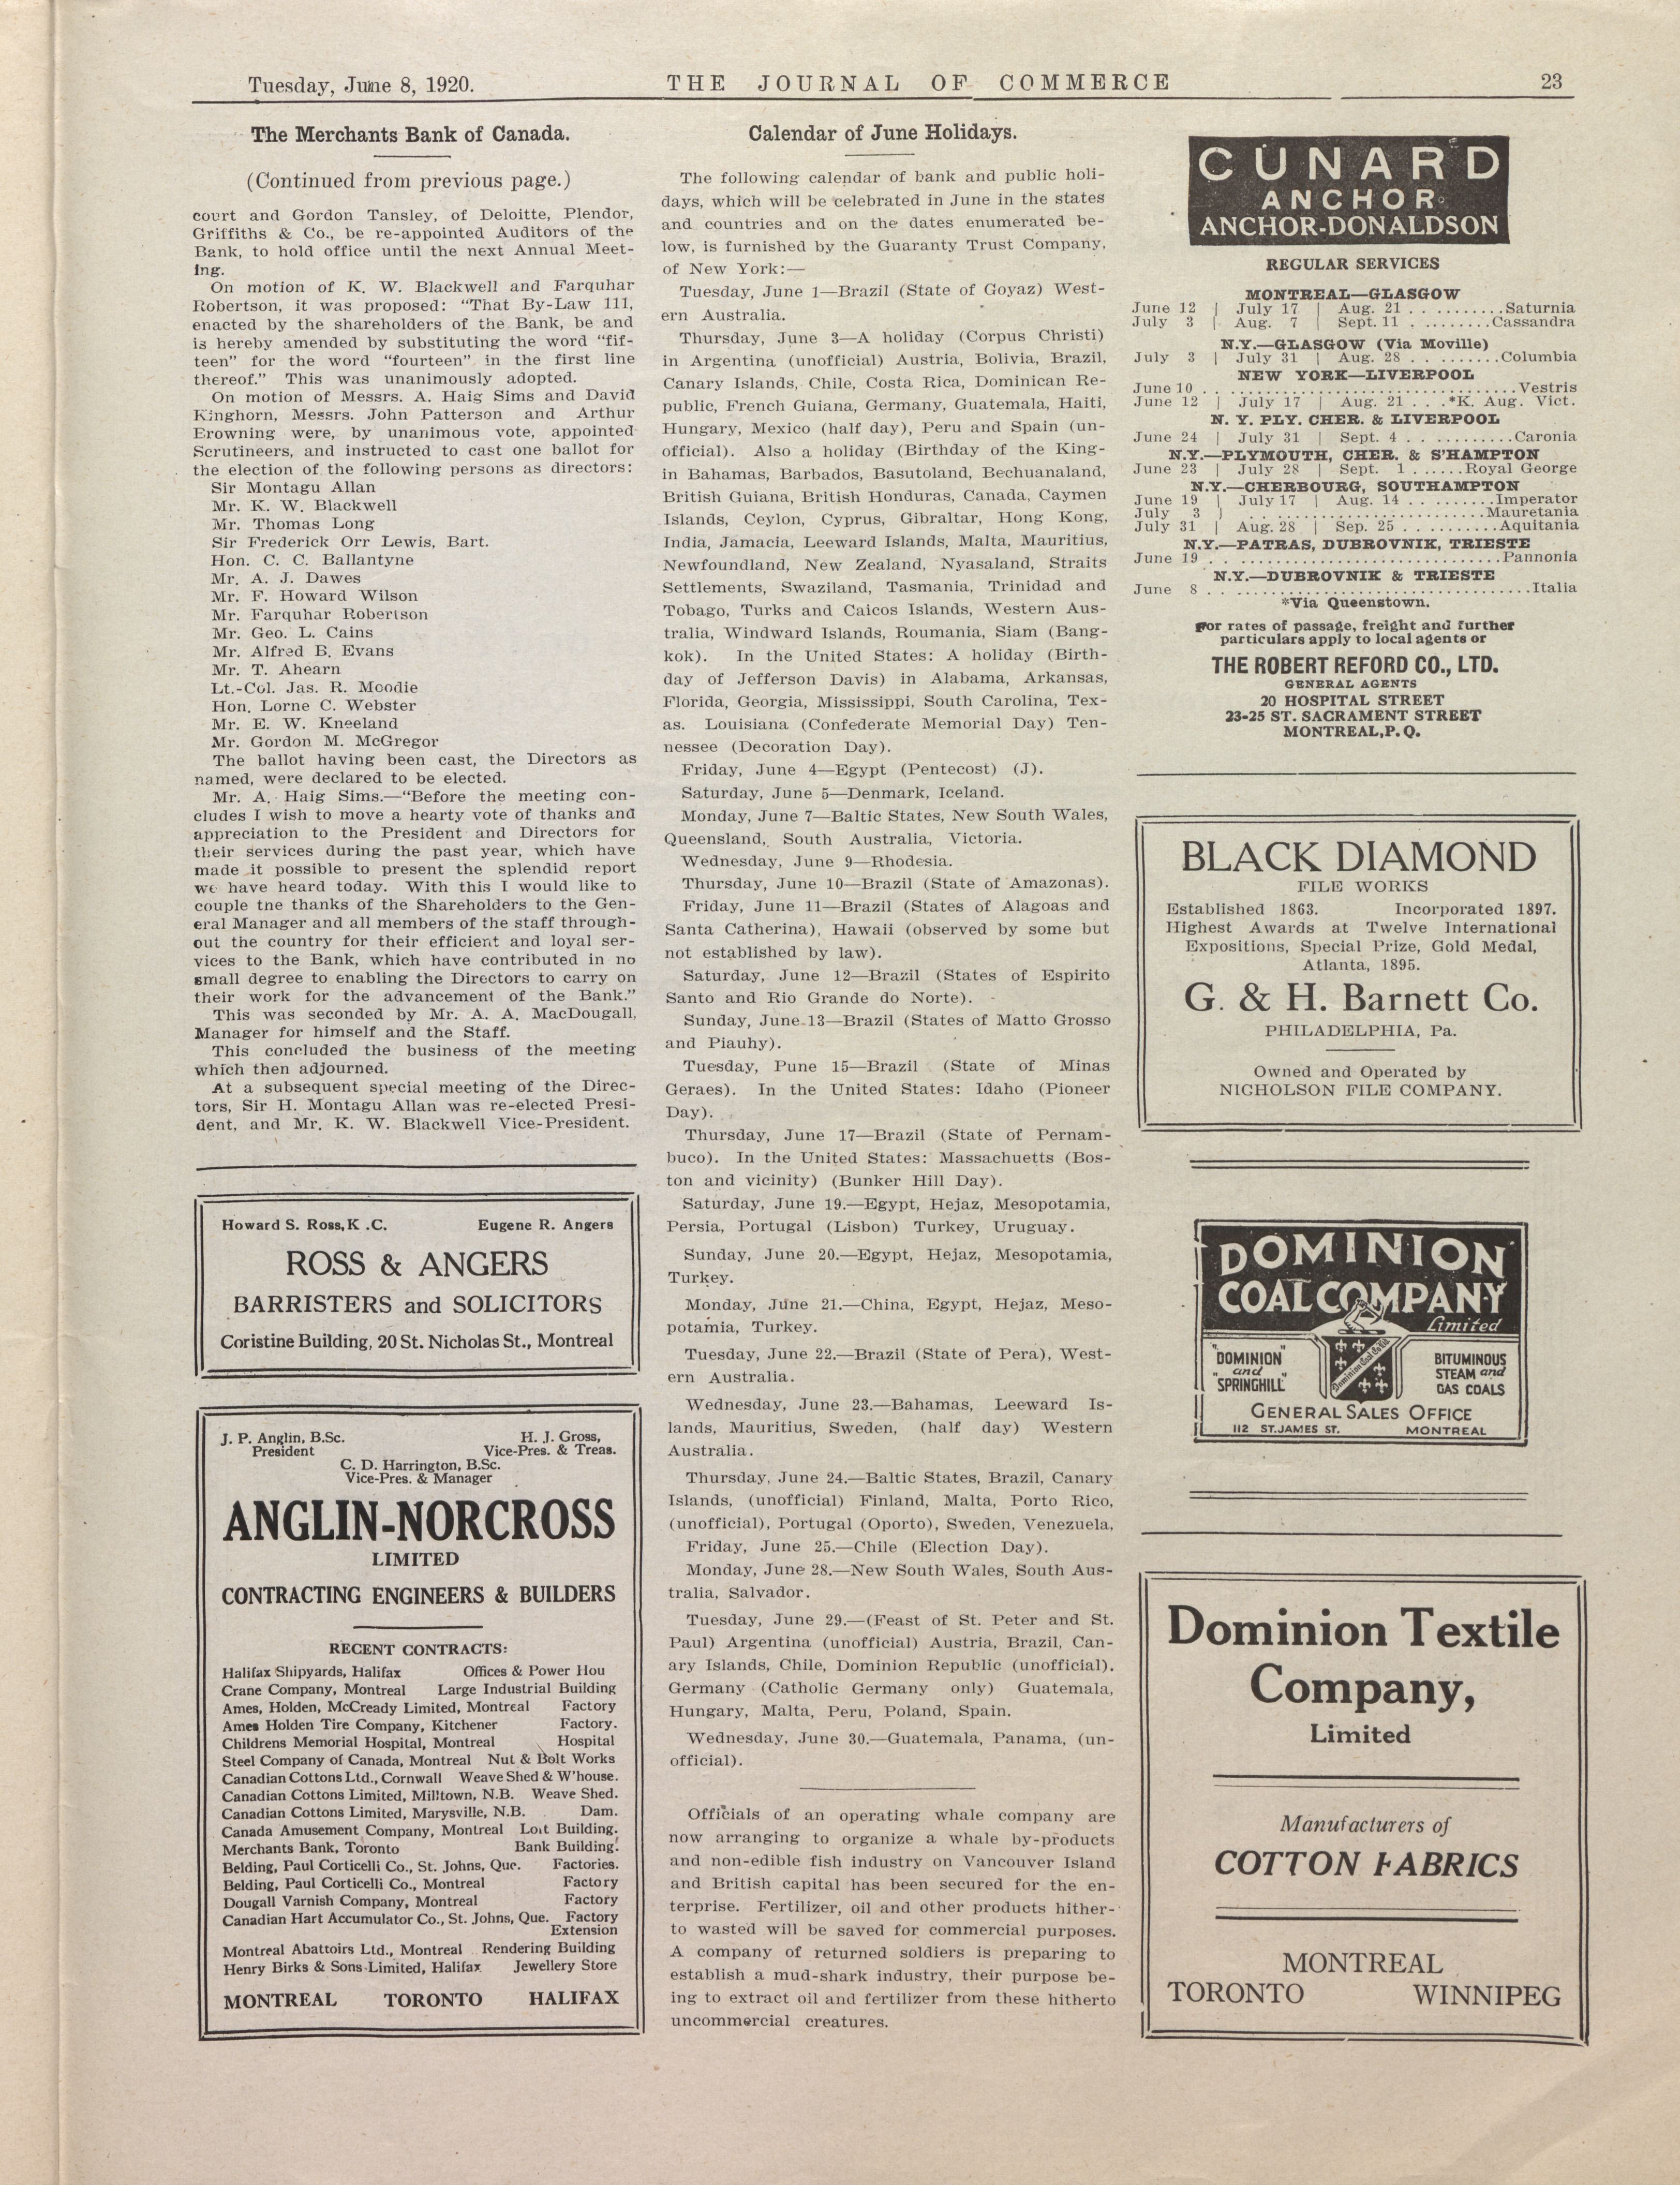 Tuesday, June 8, 1920.
THE JOURNAL OF COMMERCE
23
The Merchants Bank of Canada.
(Continued from previous page.)
court and Gordon Tansley, of Deloitte, Plendor,
Griffiths & Co., be re-appointed Auditors of the
Bank, to hold office until the next Annual Meet-
ing.
On motion of K. W. Blackwell and Farquhar
Robertson, it was proposed: "That By-Law 111,
enacted by the shareholders of the Bank, be and
is hereby amended by substituting the word "fif-
teen" for the word "fourteen" in the first line
thereof." This was unanimously adopted.
On motion of Messrs. A. Haig Sims and David
Kinghorn, Messrs. John Patterson and Arthur
Erowning were, by unanimous vote, appointed
Scrutineers, and instructed to cast one ballot for
the election of the following persons as directors:
Sir Montagu Allan
Mr. K. W. Blackwell
Mr. Thomas Long
Sir Frederick Orr Lewis, Bart.
Hon. C. C. Ballantyne
Mr. A. J. Dawes
Mr. F. Howard Wilson
Mr. Farquhar Robertson
Mr. Geo. L. Cains
Mr. Alfred B. Evans
Mr. T. Ahearn
Lt.-Col. Jas. R. Moodie
Hon. Lorne C. Webster
Mr. E. W. Kneeland
Mr. Gordon M. McGregor
The ballot having been cast, the Directors as
named, were declared to be elected.
Mr. A. Haig Sims.—"Before the meeting con-
cludes I wish to move a hearty vote of thanks and
appreciation to the President and Directors for
their services during the past year, which have
made it possible to present the splendid report
we have heard today. With this I would like to
couple tne thanks of the Shareholders to the Gen-
eral Manager and all members of the staff through-
out the country for their efficient and loyal ser-
vices to the Bank, which have contributed in no
small degree to enabling the Directors to carry on
their work for the advancement of the Bank."
This was seconded by Mr. A. A. MacDougall,
Manager for himself and the Staff.
This concluded the business of the meeting
which then adjourned.
At a subsequent special meeting of the Direc-
tors, Sir H. Montagu Allan was re-elected Presi-
dent, and Mr. K. W. Blackwell Vice-President.
Howard S. Ross, K .C. Eugene R. Angers
ROSS & ANGERS
BARRISTERS and SOLICITORS
Coristine Building, 20 St. Nicholas St., Montreal
J. P. Anglin, B.Sc. H. J. Gross,
President Vice-Pres. & Treas.
C. D. Harrington, B.Sc.
Vice-Pres. & Manager
ANGLIN-NORCROSS
LIMITED
CONTRACTING ENGINEERS & BUILDERS
RECENT CONTRACTS:
Halifax Shipyards, Halifax Offices & Power Hou
Crane Company, Montreal Large Industrial Building
Ames, Holden, McCready Limited, Montreal Factory
Ames Holden Tire Company, Kitchener Factory.
Childrens Memorial Hospital, Montreal Hospital
Steel Company of Canada, Montreal Nut & Bolt Works
Canadian Cottons Ltd., Cornwall Weave Shed & W'house.
Canadian Cottons Limited, Milltown, N.B. Weave Shed.
Canadian Cottons Limited, Marysville, N.B. Dam.
Canada Amusement Company, Montreal Loit Building.
Merchants Bank, Toronto Bank Building.
Belding, Paul Corticelli Co., St. Johns, Que. Factories.
Belding, Paul Corticelli Co., Montreal Factory
Dougall Varnish Company, Montreal Factory
Canadian Hart Accumulator Co., St. Johns, Que. Factory
Extension
Montreal Abattoirs Ltd., Montreal Rendering Building
Henry Birks & Sons Limited, Halifax Jewellery Store
MONTREAL TORONTO HALIFAX
Calendar of June Holidays.
The following calendar of bank and public holi-
days, which will be celebrated in June in the states
and countries and on the dates enumerated be-
low, is furnished by the Guaranty Trust Company,
of New York:—
Tuesday, June 1—Brazil (State of Goyaz) West-
ern Australia.
Thursday, June 3—A holiday (Corpus Christi)
in Argentina (unofficial) Austria, Bolivia, Brazil,
Canary Islands, Chile, Costa Rica, Dominican Re-
public, French Guiana, Germany, Guatemala, Haiti,
Hungary, Mexico (half day), Peru and Spain (un-
official). Also a holiday (Birthday of the King-
in Bahamas, Barbados, Basutoland, Bechuanaland,
British Guiana, British Honduras, Canada, Caymen
Islands, Ceylon, Cyprus, Gibraltar, Hong Kong,
India, Jamacia, Leeward Islands, Malta, Mauritius,
Newfoundland, New Zealand, Nyasaland, Straits
Settlements, Swaziland, Tasmania, Trinidad and
Tobago, Turks and Caicos Islands, Western Aus-
tralia, Windward Islands, Roumania, Siam (Bang-
kok). In the United States: A holiday (Birth-
day of Jefferson Davis) in Alabama, Arkansas,
Florida, Georgia, Mississippi, South Carolina, Tex-
as. Louisiana (Confederate Memorial Day) Ten-
nessee (Decoration Day).
Friday, June 4—Egypt (Pentecost) (J).
Saturday, June 5—Denmark, Iceland.
Monday, June 7—Baltic States, New South Wales,
Queensland, South Australia, Victoria.
Wednesday, June 9—Rhodesia.
Thursday, June 10—Brazil (State of Amazonas).
Friday, June 11—Brazil (States of Alagoas and
Santa Catherina), Hawaii (observed by some but
not established by law).
Saturday, June 12—Brazil (States of Espirito
Santo and Rio Grande do Norte).
Sunday, June 13—Brazil (States of Matto Grosso
and Piauhy).
Tuesday, Pune 15—Brazil (State of Minas
Geraes). In the United States: Idaho (Pioneer
Day).
Thursday, June 17—Brazil (State of Pernam-
buco). In the United States: Massachuetts (Bos-
ton and vicinity) (Bunker Hill Day).
Saturday, June 19.—Egypt, Hejaz, Mesopotamia,
Persia, Portugal (Lisbon) Turkey, Uruguay.
Sunday, June 20.—Egypt, Hejaz, Mesopotamia,
Turkey.
Monday, June 21.—China, Egypt, Hejaz, Meso-
potamia, Turkey.
Tuesday, June 22.—Brazil (State of Pera), West-
ern Australia.
Wednesday, June 23.—Bahamas, Leeward Is-
lands, Mauritius, Sweden, (half day) Western
Australia.
Thursday, June 24.—Baltic States, Brazil, Canary
Islands, (unofficial) Finland, Malta, Porto Rico,
(unofficial), Portugal (Oporto), Sweden, Venezuela,
Friday, June 25.—Chile (Election Day).
Monday, June 28.—New South Wales, South Aus-
tralia, Salvador.
Tuesday, June 29.—(Feast of St. Peter and St.
Paul) Argentina (unofficial) Austria, Brazil, Can-
ary Islands, Chile, Dominion Republic (unofficial).
Germany (Catholic Germany only) Guatemala,
Hungary, Malta, Peru, Poland, Spain.
Wednesday, June 30.—Guatemala, Panama, (un-
official).
Officials of an operating whale company are
now arranging to organize a whale by-products
and non-edible fish industry on Vancouver Island
and British capital has been secured for the en-
terprise. Fertilizer, oil and other products hither-
to wasted will be saved for commercial purposes.
A company of returned soldiers is preparing to
establish a mud-shark industry, their purpose be-
ing to extract oil and fertilizer from these hitherto
uncommercial creatures.
CUNARD
ANCHOR
ANCHOR-DONALDSON
REGULAR SERVICES
MONTREAL—GLASGOW
June 12 | July 17 | Aug. 21 . . ........Saturnia
July 3 | Aug. 7 | Sept. 11 . ........Cassandra
N.Y.—GLASGOW (Via Moville)
July 3 | July 31 | Aug. 28 . . .......Columbia
NEW YORK—LIVERPOOL
June 10 . . .................................Vestris
June 12 | July 17 | Aug. 21 . . .*K. Aug. Vict.
N. Y. PLY. CHER. & LIVERPOOL
June 24 | July 31 | Sept. 4 . . .........Caronia
N.Y.—PLYMOUTH, CHER. & S'HAMPTON
June 23 | July 28 | Sept. 1 . .....Royal George
N.Y.—CHERBOURG, SOUTHAMPTON
June 19 | July 17 | Aug. 14 . . ........Imperator
July 3 | . . ..........................Mauretania
July 31 | Aug. 28 | Sep. 25 . . ........Aquitania
N.Y.—PATRAS, DUBROVNIK, TRIESTE
June 19 . . .............................Pannonia
N.Y.—DUBROVNIK & TRIESTE
June 8 . . ................................Italia
*Via Queenstown.
For rates of passage, freight and further
particulars apply to local agents or
THE ROBERT REFORD CO., LTD.
GENERAL AGENTS
20 HOSPITAL STREET
23-25 ST. SACRAMENT STREET
MONTREAL, P. Q.
BLACK DIAMOND
FILE WORKS
Established 1863. Incorporated 1897.
Highest Awards at Twelve International
Expositions, Special Prize, Gold Medal,
Atlanta, 1895.
G. & H. Barnett Co.
PHILADELPHIA, Pa.
Owned and Operated by
NICHOLSON FILE COMPANY.
DOMINION
COAL COMPANY
Limited
"DOMINION"
and
"SPRINGHILL"
Dominion Coal Co Ltd
BITUMINOUS
STEAM and
GAS COALS
GENERAL SALES OFFICE
112 ST. JAMES ST. MONTREAL
Dominion Textile
Company,
Limited
Manufacturers of
COTTON FABRICS
MONTREAL
TORONTO WINNIPEG